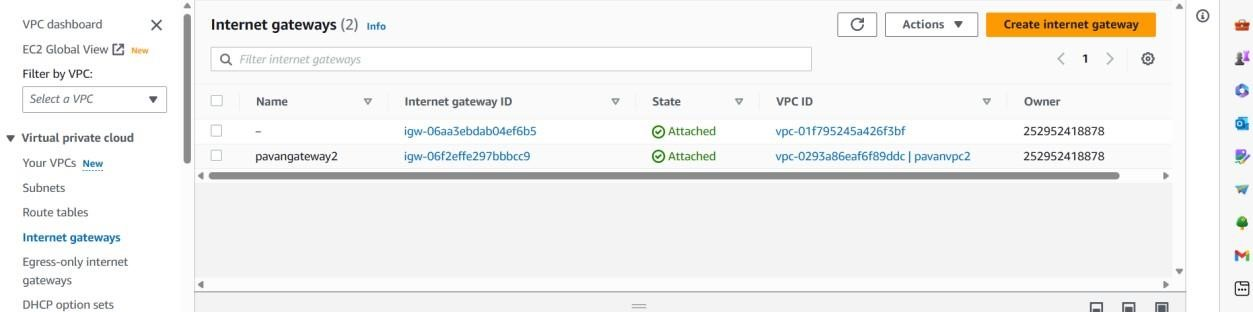 VPC dashboard
EC2 Global View New
Filter by VPC:
Select a VPC
Virtual private cloud
Your VPCs New
Subnets
Route tables
Internet gateways
Egress-only internet
gateways
DHCP option sets
Internet gateways (2) Info
Actions
Create internet gateway
Filter internet gateways
1
Name Internet gateway ID State VPC ID Owner
– igw-06aa3ebdab04ef6b5 Attached vpc-01f795245a426f3bf 252952418878
pavangateway2 igw-06f2effe297bbbcc9 Attached vpc-0293a86eaf6f89ddc | pavanvpc2 252952418878